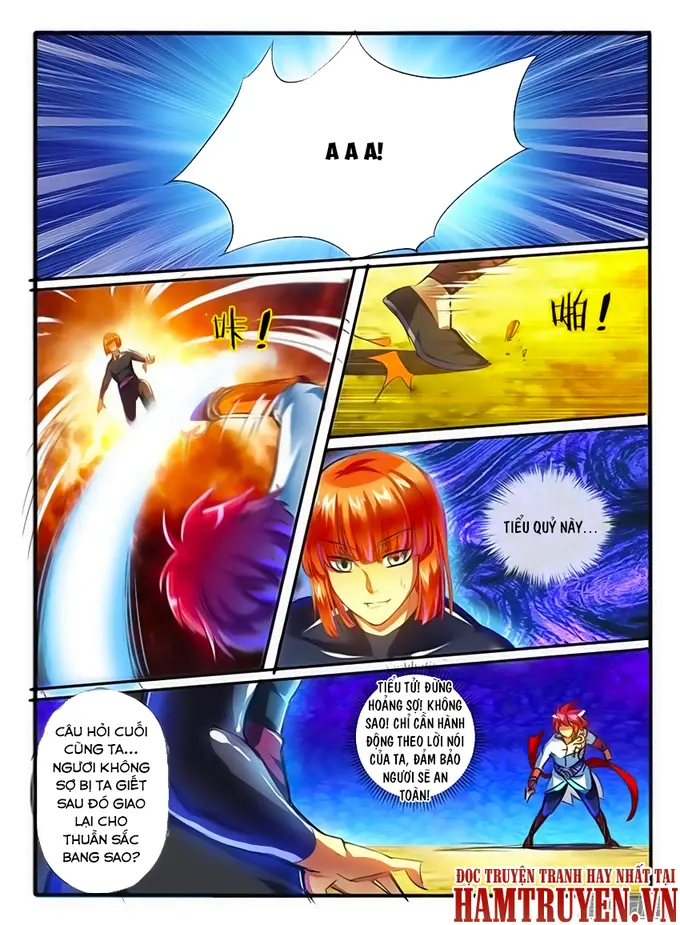 A A A!
咔!
啪!
TIỂU QUỶ NÀY...
TIỂU TỬ! ĐỪNG
HOẢNG SỢ! KHÔNG
SAO! CHỈ CẦN HÀNH
ĐỘNG THEO LỜI NÓI
CỦA TA, ĐẢM BẢO
NGƯƠI SẼ AN
TOÀN!
CÂU HỎI CUỐI
CÙNG TA...
NGƯƠI KHÔNG
SỢ BỊ TA GIẾT
SAU ĐÓ GIAO
LẠI CHO
THUẦN SẮC
BANG SAO?
ĐỌC TRUYỆN TRANH HAY NHẤT TẠI
HAMTRUYEN.VN